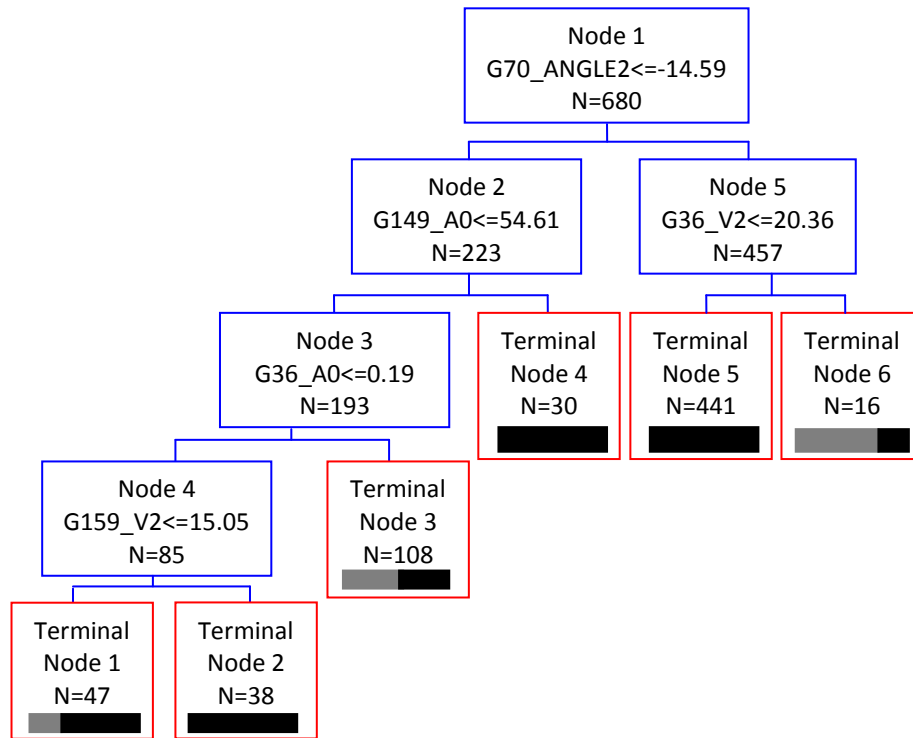 Node 1
G70_ANGLE2<=-14.59
N=680
Node 2
G149_A0<=54.61
N=223
Node 5
G36_V2<=20.36
N=457
Node 3
G36_A0<=0.19
N=193
Terminal
Node 4
N=30
Terminal
Node 5
N=441
Terminal
Node 6
N=16
Node 4
G159_V2<=15.05
N=85
Terminal
Node 3
N=108
Terminal
Node 1
N=47
Terminal
Node 2
N=38